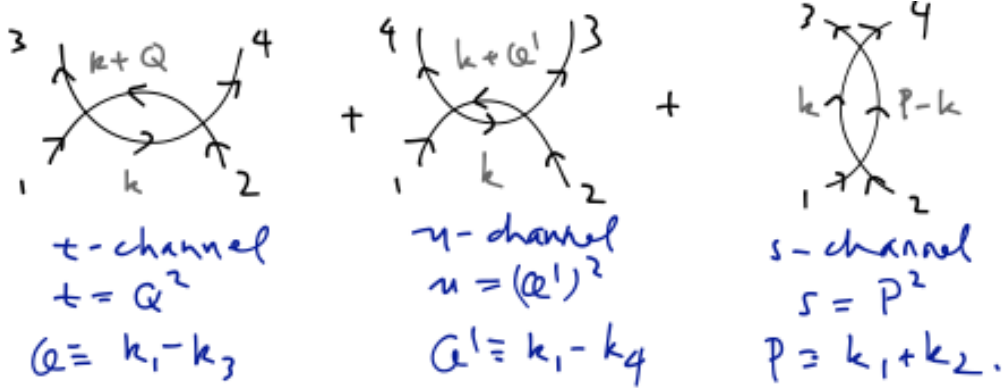 3 k + Q 4 4 k + Q' 3 3 4
+ + k P - k
1 k 2 1 k 2 1 2
t - channel u - channel s - channel
t = Q² u = (Q')² s = P²
Q ≡ k₁ - k₃ Q' ≡ k₁ - k₄ P ≡ k₁ + k₂.